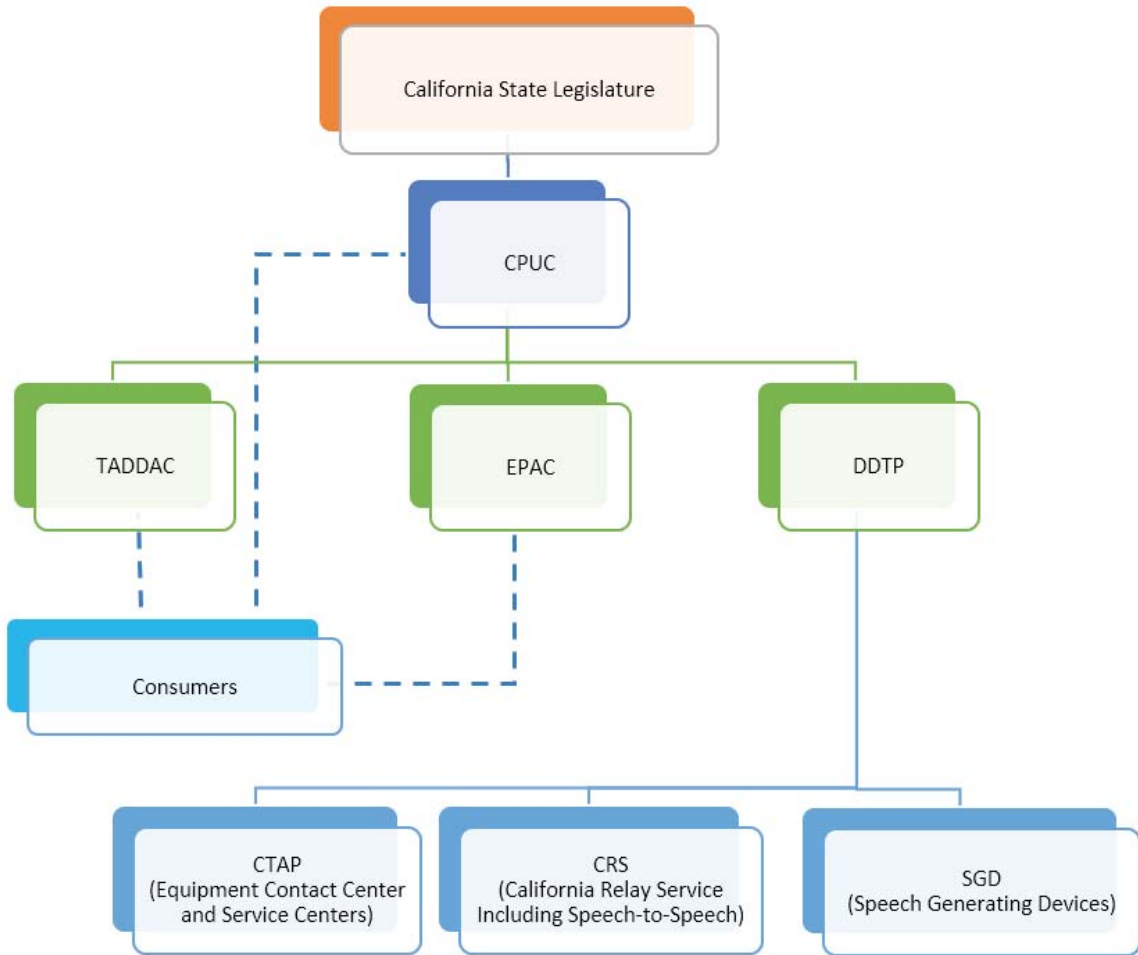 California State Legislature
CPUC
TADDAC
EPAC
DDTP
Consumers
CTAP
(Equipment Contact Center
and Service Centers)
CRS
(California Relay Service
Including Speech-to-Speech)
SGD
(Speech Generating Devices)